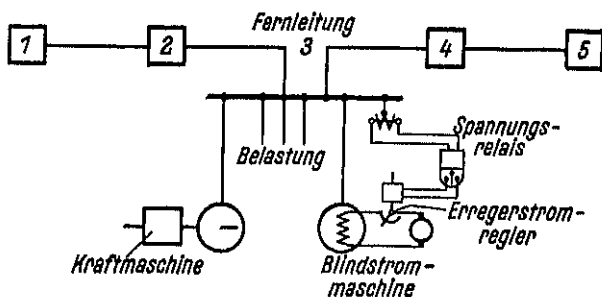 Fernleitung
1 2 3 4 5
Spannungs-
relais
Belastung
Erregerstrom-
regler
Kraftmaschine
Blindstrom-
maschine